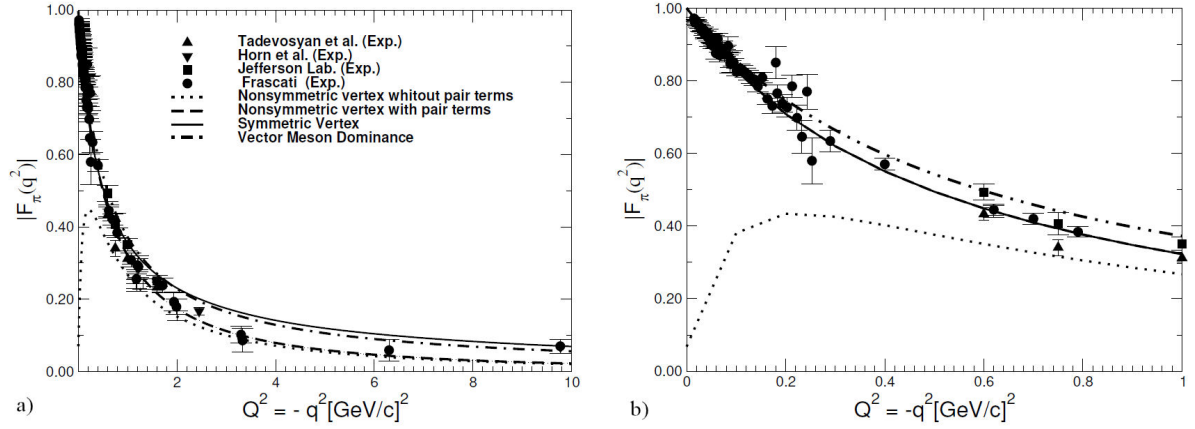 1.00
0.80
0.60
0.40
0.20
0.00
|Fπ(q²)|
Tadevosyan et al. (Exp.)
Horn et al. (Exp.)
Jefferson Lab. (Exp.)
Frascati (Exp.)
Nonsymmetric vertex whitout pair terms
Nonsymmetric vertex with pair terms
Symmetric Vertex
Vector Meson Dominance
2 4 6 8 10
a)
Q² = - q²[GeV/c]²
1.00
0.80
0.60
0.40
0.20
0.00
|Fπ(q²)|
0 0.2 0.4 0.6 0.8 1
b)
Q² = -q²[GeV/c]²